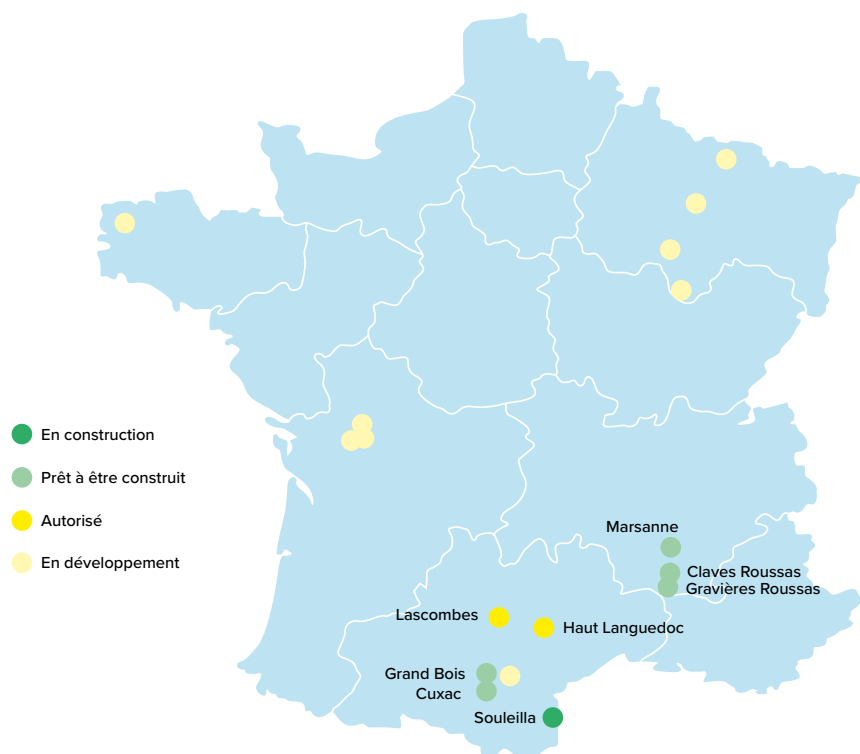 En construction
Prêt à être construit
Autorisé
En développement
Marsanne
Claves Roussas
Gravières Roussas
Lascombes
Haut Languedoc
Grand Bois
Cuxac
Souleilla